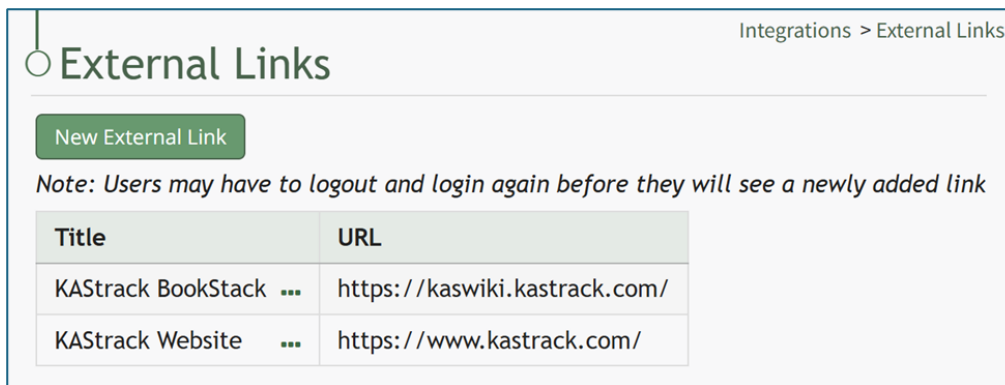 Integrations > External Links
External Links
New External Link
Note: Users may have to logout and login again before they will see a newly added link
Title URL
KAStrack BookStack ... https://kaswiki.kastrack.com/
KAStrack Website ... https://www.kastrack.com/